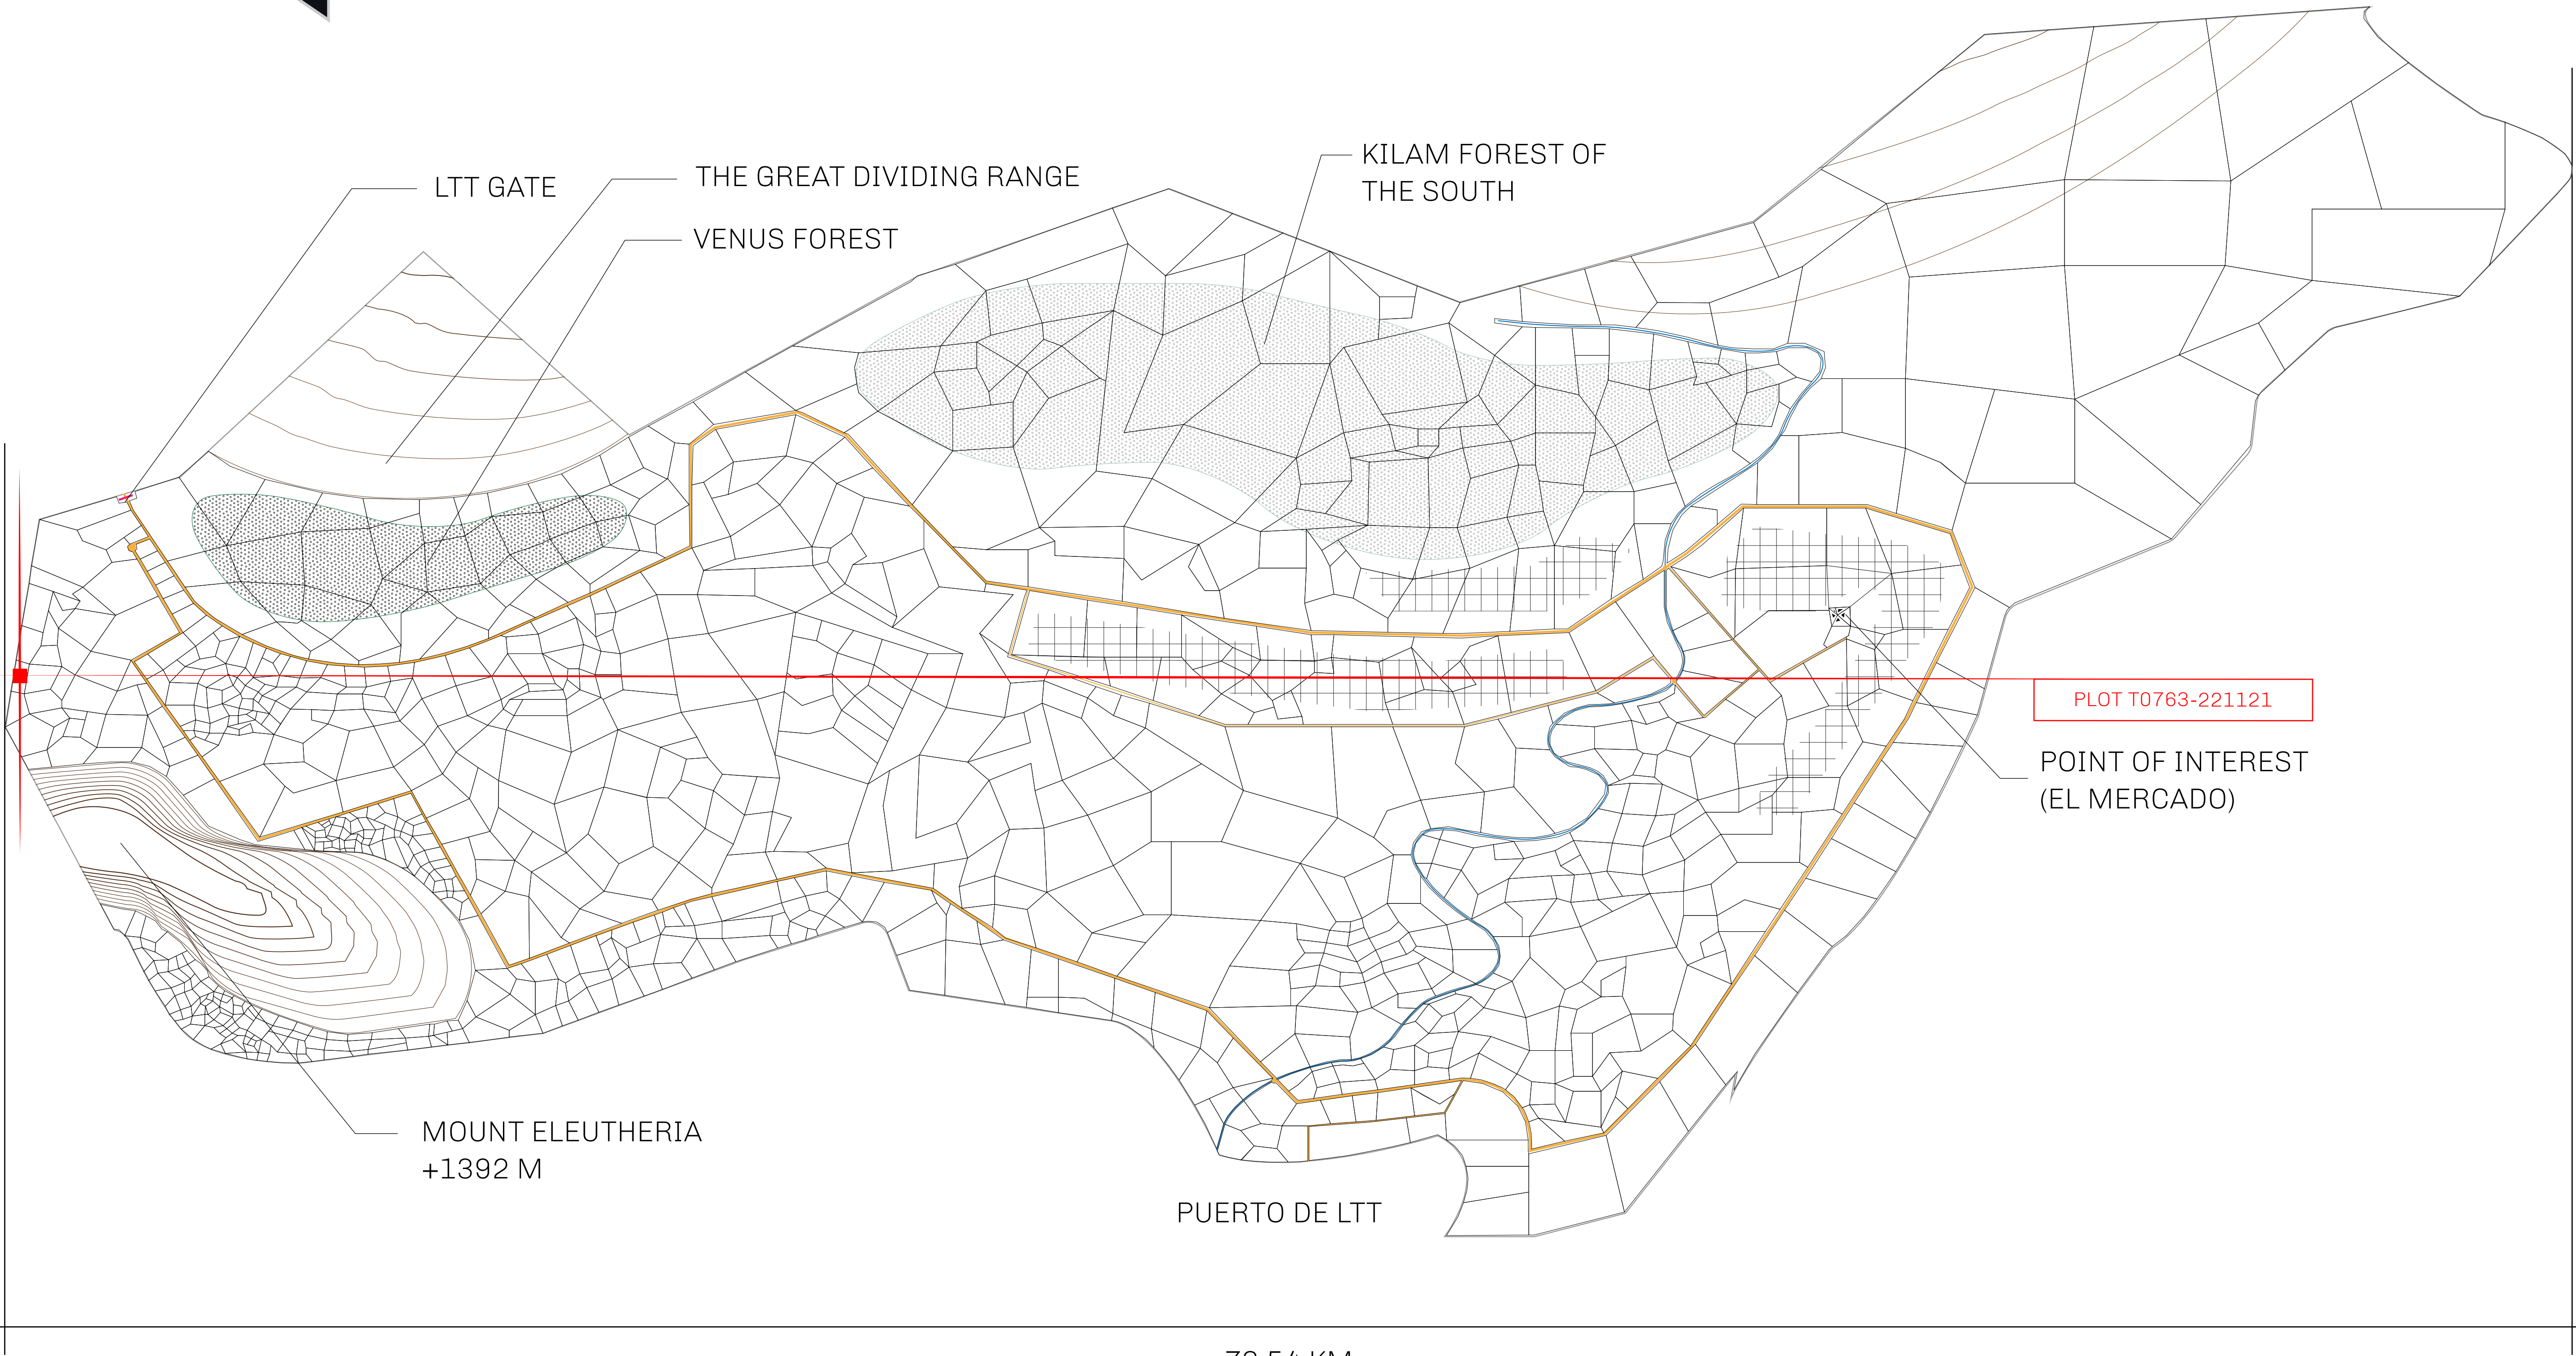 KILAM FOREST OF
THE SOUTH
THE GREAT DIVIDING RANGE
LTT GATE
VENUS FOREST
PLOT T0763-221121
POINT OF INTEREST
(EL MERCADO)
MOUNT ELEUTHERIA
+1392 M
PUERTO DE LTT